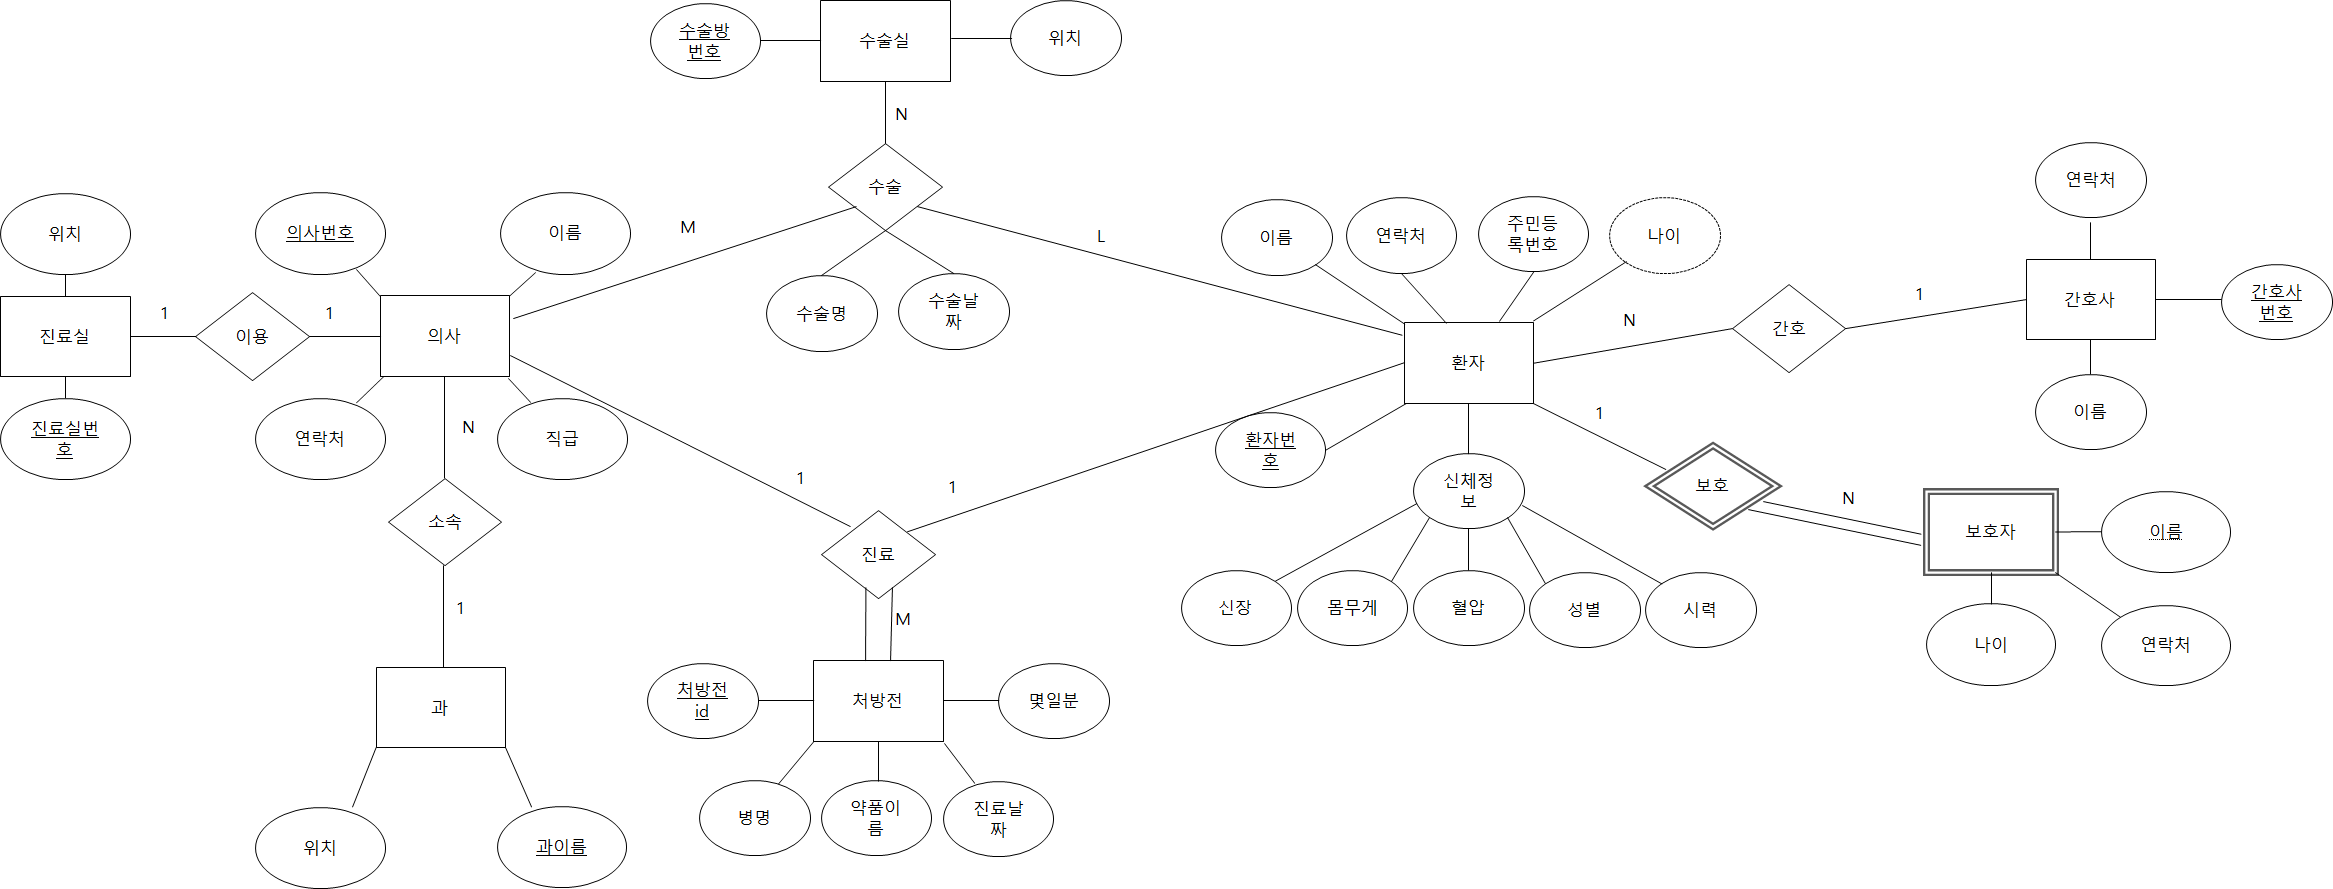 수술방
번호
수술실
위치
N
수술
M
L
수술명
수술날
짜
위치
의사번호
이름
진료실
1
이용
1
의사
진료실번
호
연락처
직급
N
소속
1
과
위치
과이름
1
1
진료
M
처방전
id
처방전
몇일분
병명
약품이
름
진료날
짜
이름
연락처
주민등
록번호
나이
환자
환자번
호
신체정
보
신장
몸무게
혈압
성별
시력
N
간호
1
연락처
간호사
간호사
번호
이름
1
보호
N
보호자
이름
나이
연락처